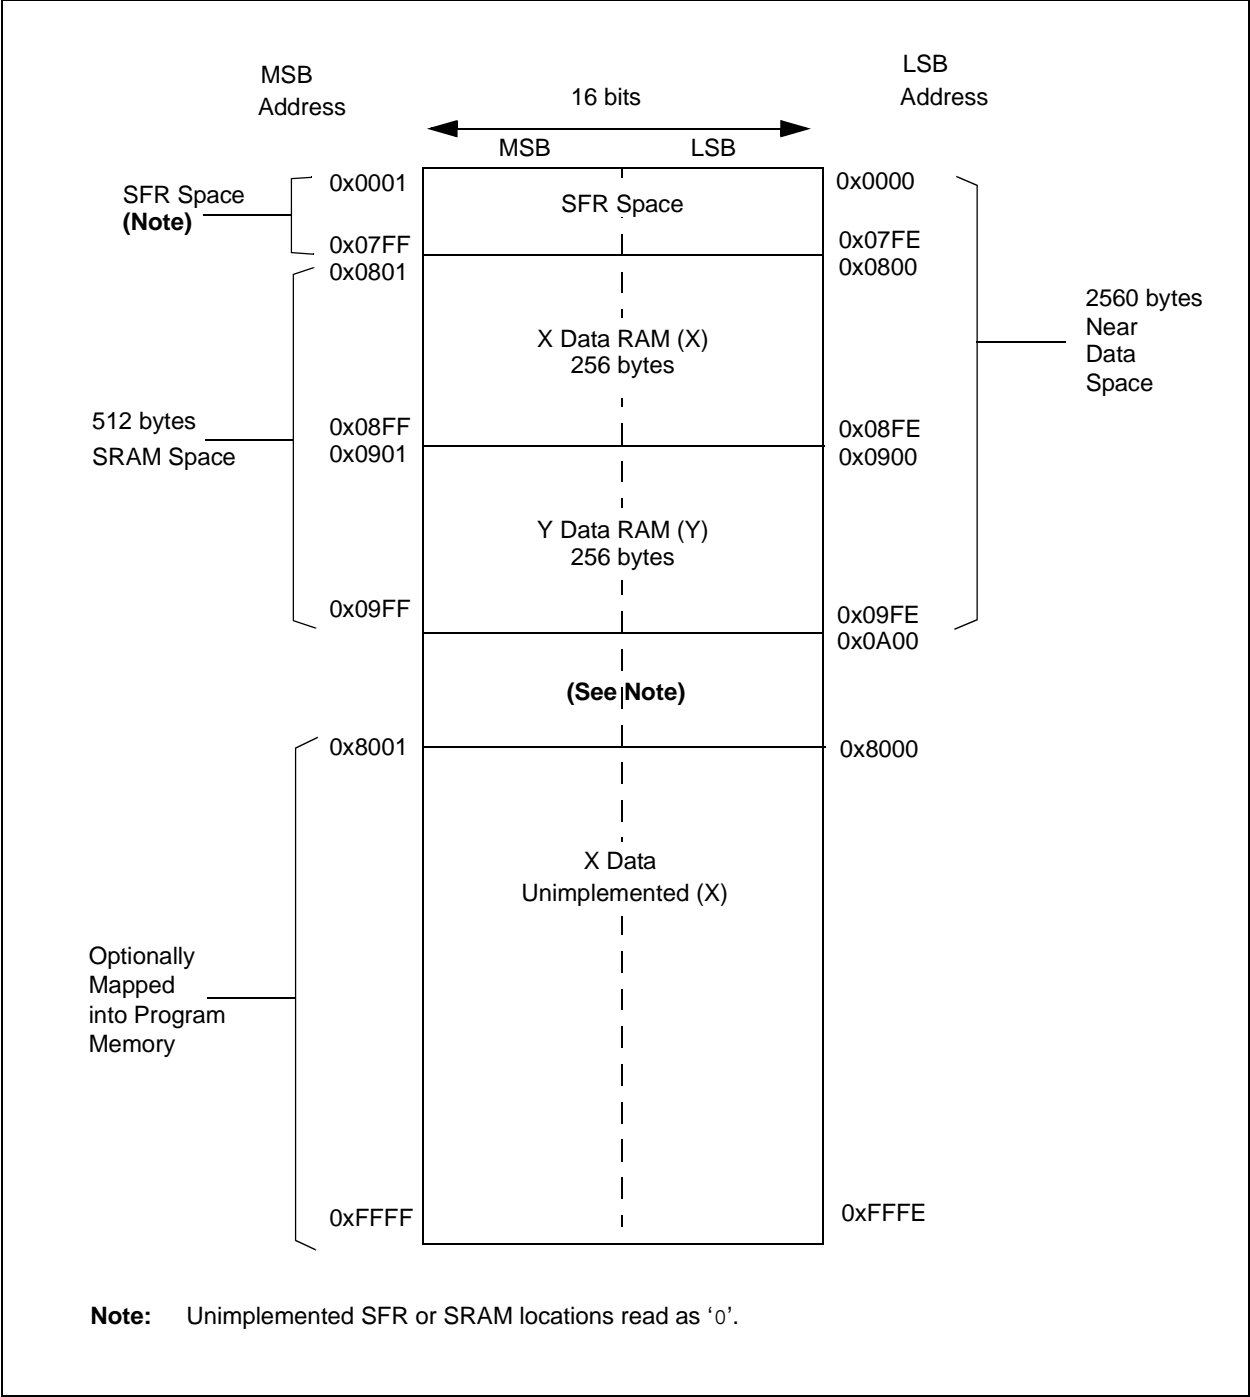 MSB
Address
16 bits
LSB
Address
MSB
LSB
SFR Space
(Note)
0x0001
SFR Space
0x0000
0x07FF
0x0801
0x07FE
0x0800
X Data RAM (X)
256 bytes
2560 bytes
Near
Data
Space
512 bytes
SRAM Space
0x08FF
0x0901
0x08FE
0x0900
Y Data RAM (Y)
256 bytes
0x09FF
0x09FE
0x0A00
(See Note)
0x8001
0x8000
X Data
Unimplemented (X)
Optionally
Mapped
into Program
Memory
0xFFFF
0xFFFE
Note: Unimplemented SFR or SRAM locations read as ‘0’.